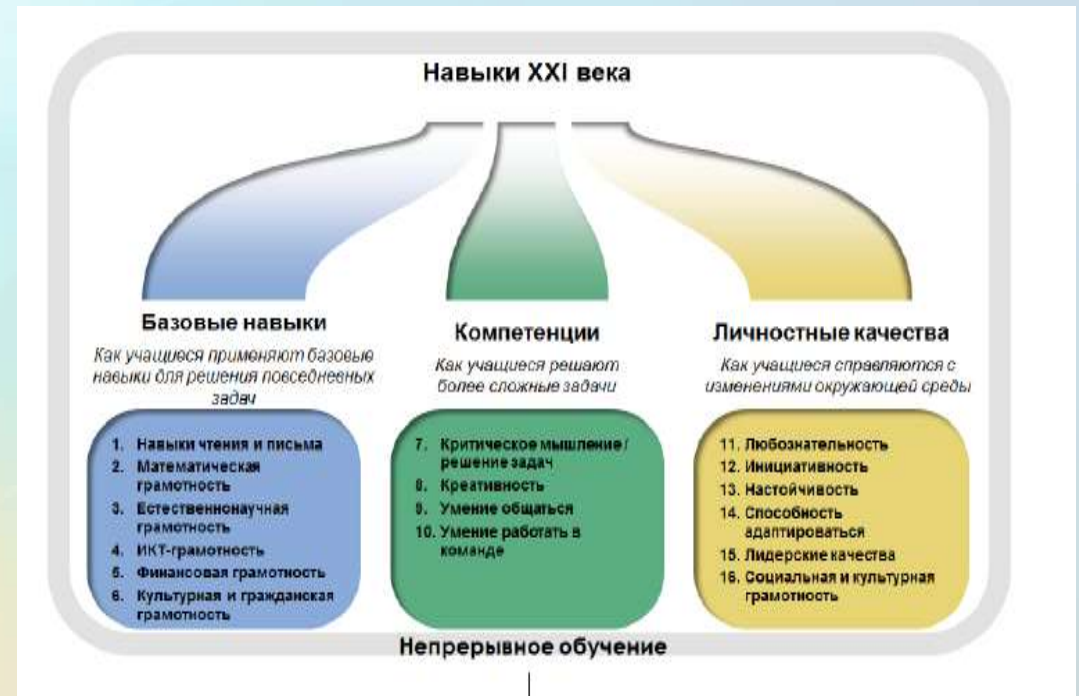 Навыки XXI века
Базовые навыки
Как учащиеся применяют базовые
навыки для решения повседневных
задач
1. Навыки чтения и письма
2. Математическая
грамотность
3. Естественнонаучная
грамотность
4. ИКТ-грамотность
5. Финансовая грамотность
6. Культурная и гражданская
грамотность
Компетенции
Как учащиеся решают
более сложные задачи
7. Критическое мышление/
решение задач
8. Креативность
9. Умение общаться
10. Умение работать в
команде
Личностные качества
Как учащиеся справляются с
изменениями окружающей среды
11. Любознательность
12. Инициативность
13. Настойчивость
14. Способность
адаптироваться
15. Лидерские качества
16. Социальная и культурная
грамотность
Непрерывное обучение